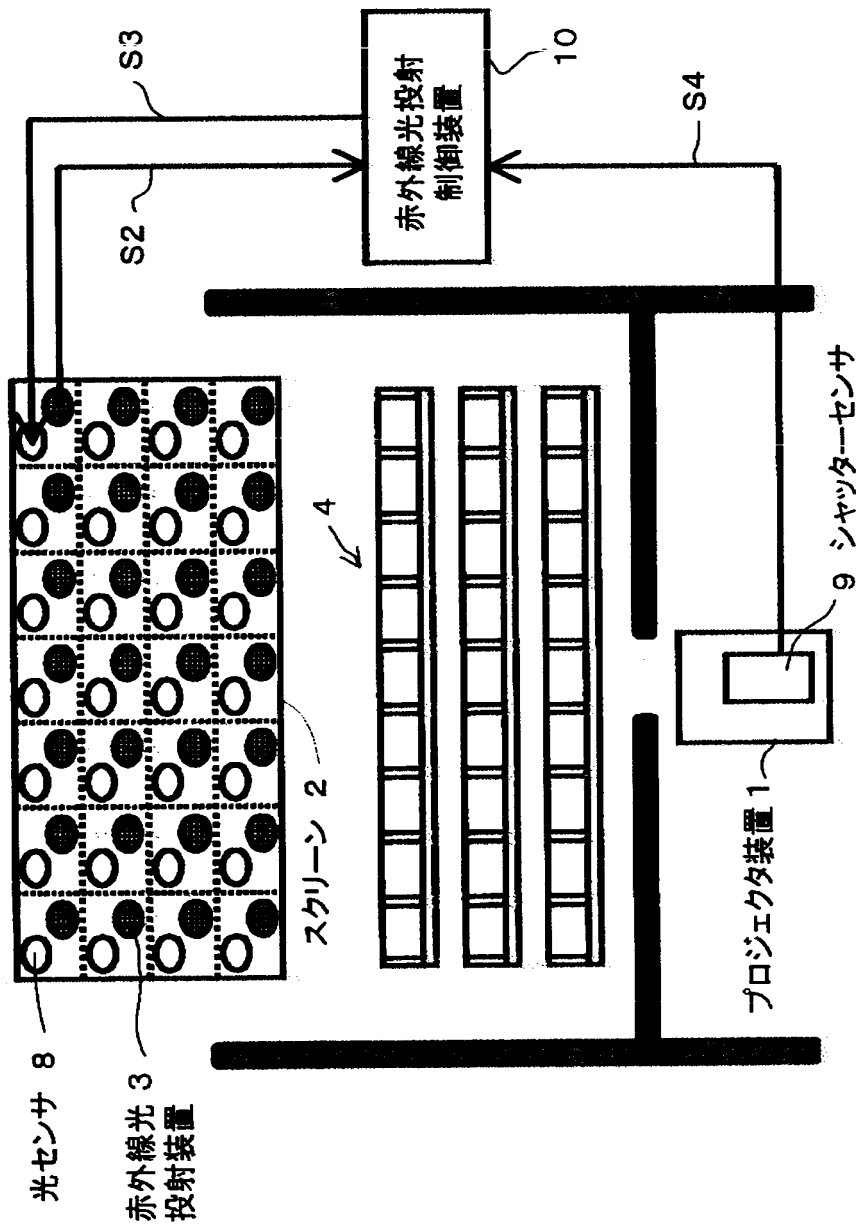 光センサ 8
赤外線光 3
投射装置
S2
S3
スクリーン 2
4
赤外線光投射
制御装置
10
S4
プロジェクタ装置 1
9 シャッターセンサ